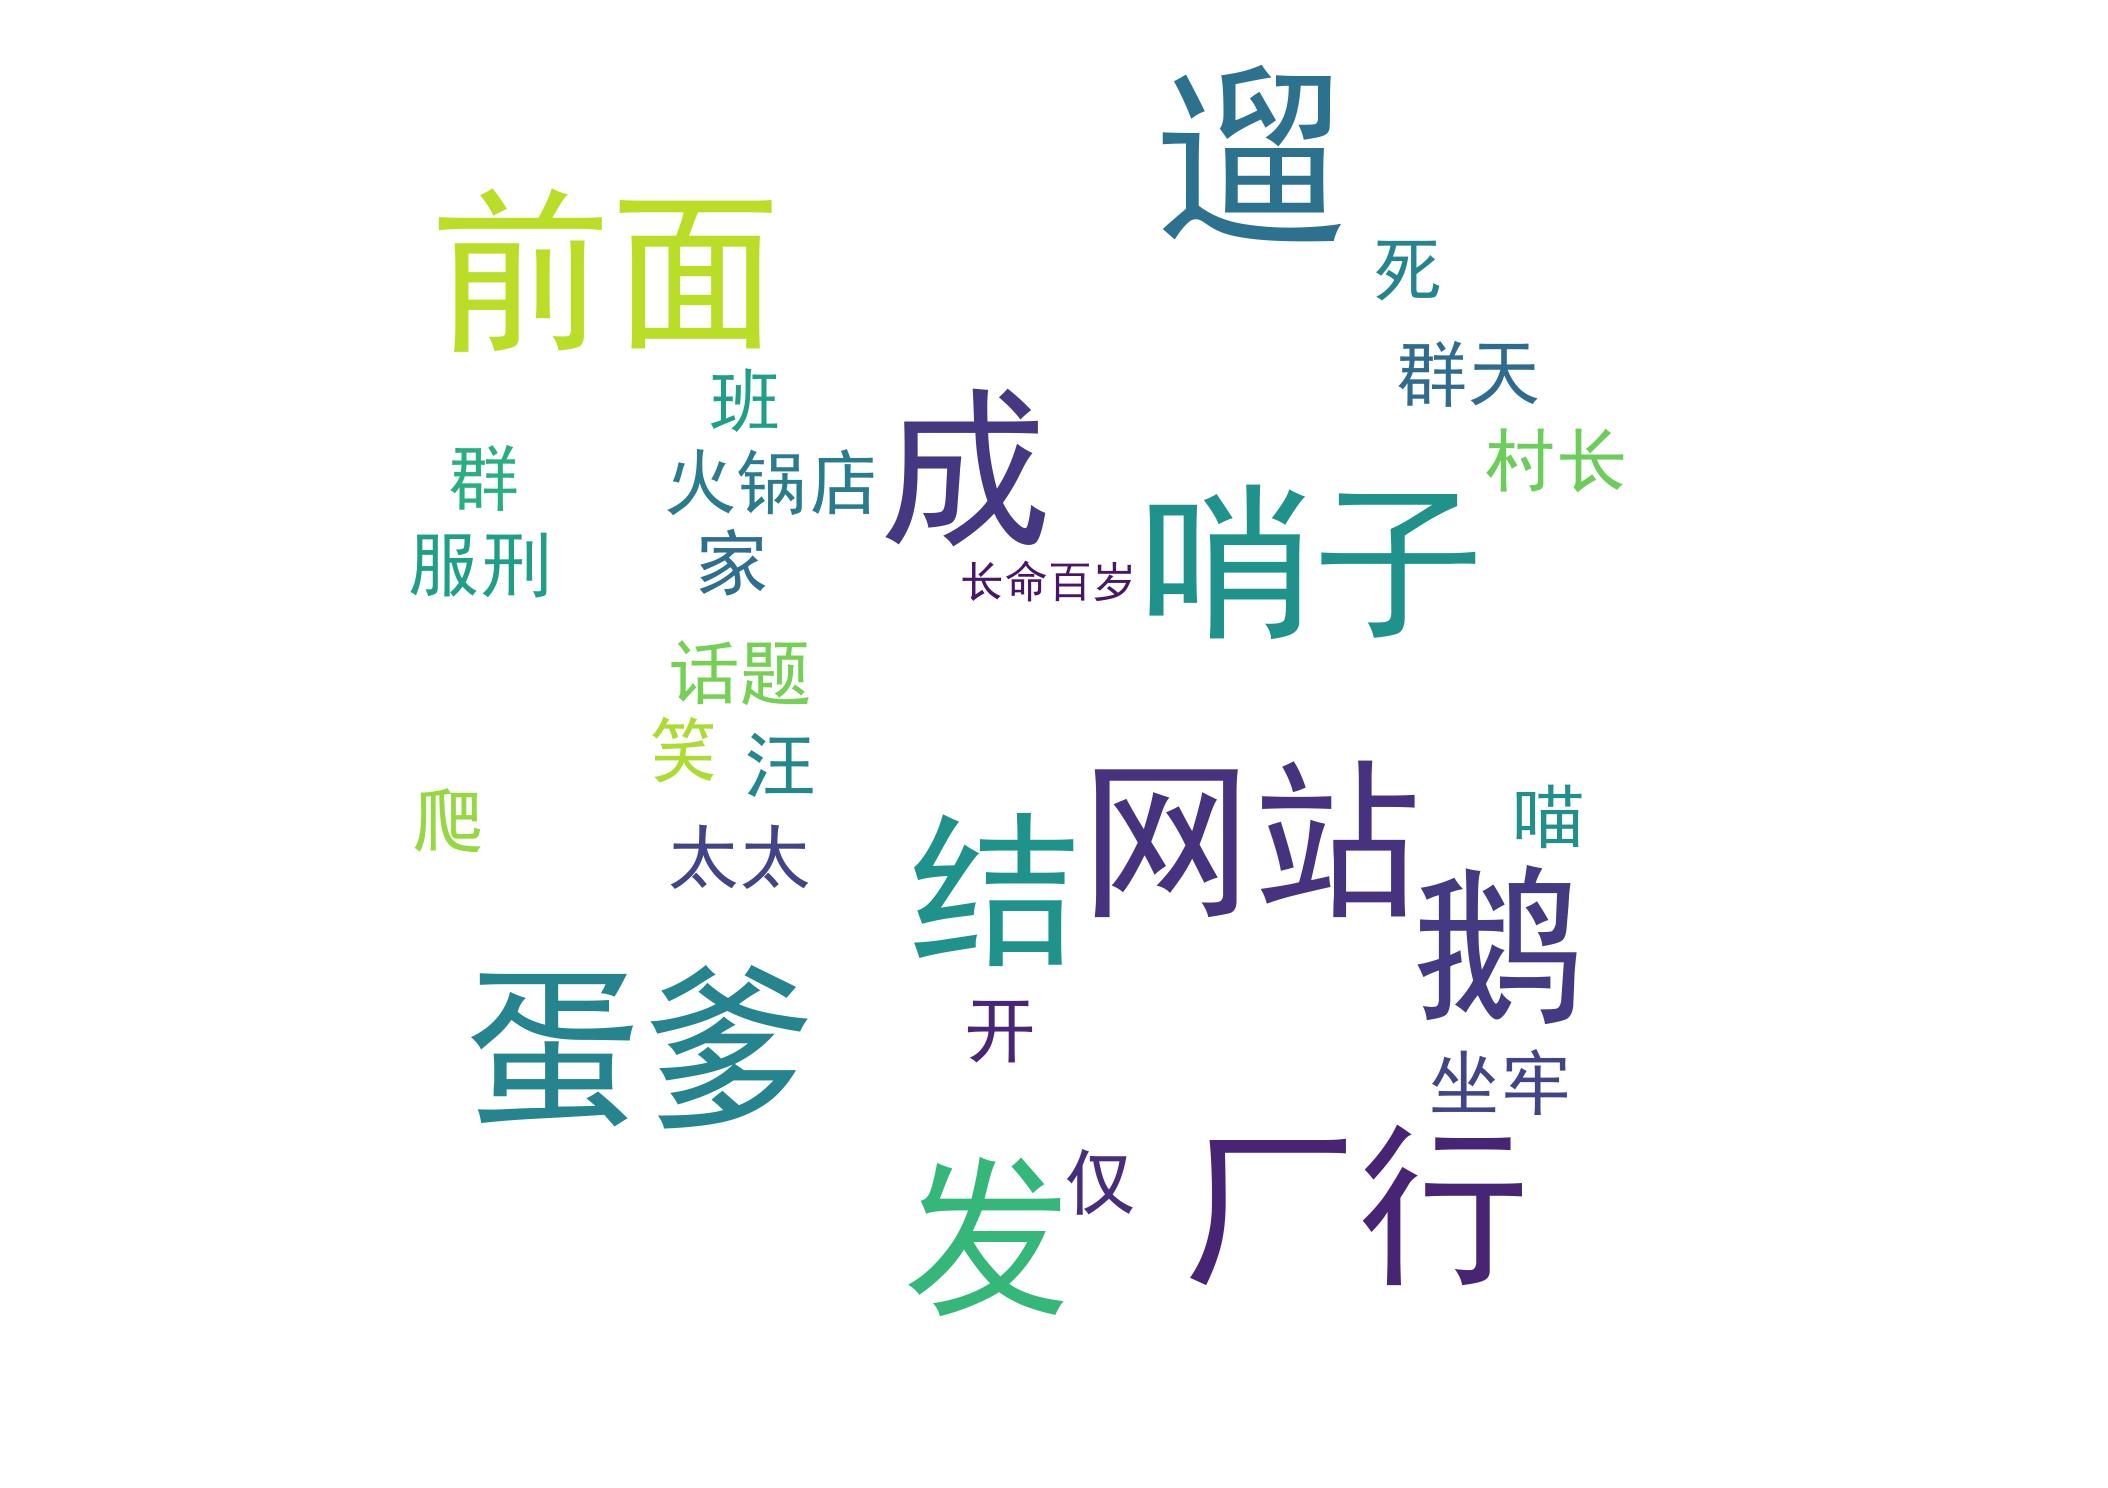 遛
前面
死
群天
班
成
村长
群
火锅店
哨子
服刑
家
长命百岁
话题
笑
汪
网站
喵
爬
结
太太
鹅
蛋爹
开
坐牢
仅
厂行
发